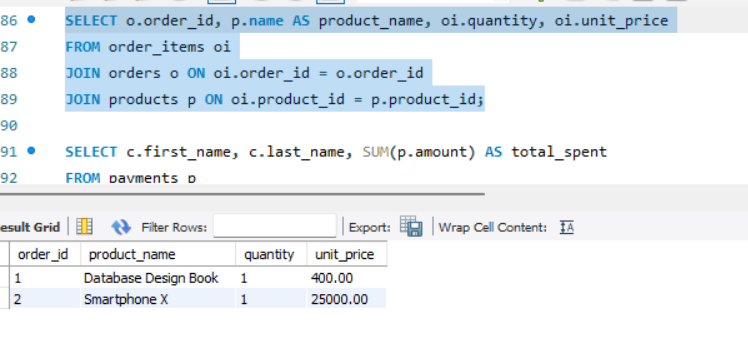 86 SELECT o.order_id, p.name AS product_name, oi.quantity, oi.unit_price
87 FROM order_items oi
88 JOIN orders o ON oi.order_id = o.order_id
89 JOIN products p ON oi.product_id = p.product_id;
90
91 SELECT c.first_name, c.last_name, SUM(p.amount) AS total_spent
92 FROM payments p
esult Grid Filter Rows: Export: Wrap Cell Content: IA
order_id product_name quantity unit_price
1 Database Design Book 1 400.00
2 Smartphone X 1 25000.00